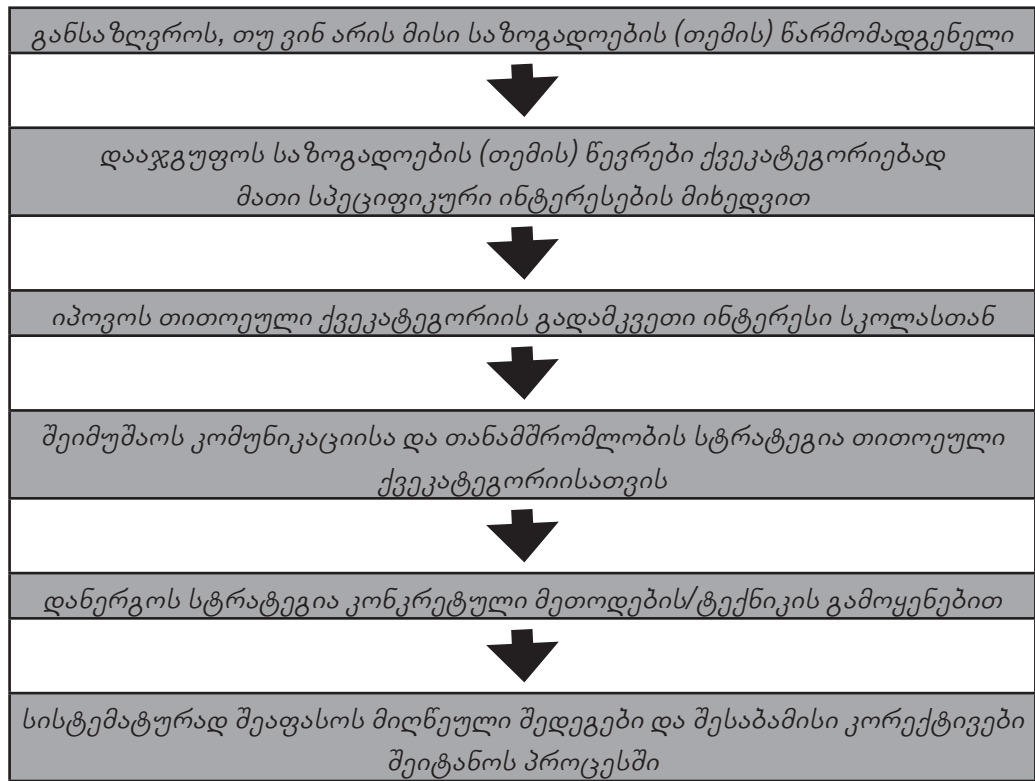 განსაზღვროს, თუ ვინ არის მისი საზოგადოების (თემის) წარმომადგენელი
დააჯგუფოს საზოგადოების (თემის) წევრები ქვეკატეგორიებად
მათი სპეციფიკური ინტერესების მიხედვით
იპოვოს თითოეული ქვეკატეგორიის გადამკვეთი ინტერესი სკოლასთან
შეიმუშაოს კომუნიკაციისა და თანამშრომლობის სტრატეგია თითოეული
ქვეკატეგორიისათვის
დანერგოს სტრატეგია კონკრეტული მეთოდების/ტექნიკის გამოყენებით
სისტემატურად შეაფასოს მიღწეული შედეგები და შესაბამისი კორექტივები
შეიტანოს პროცესში